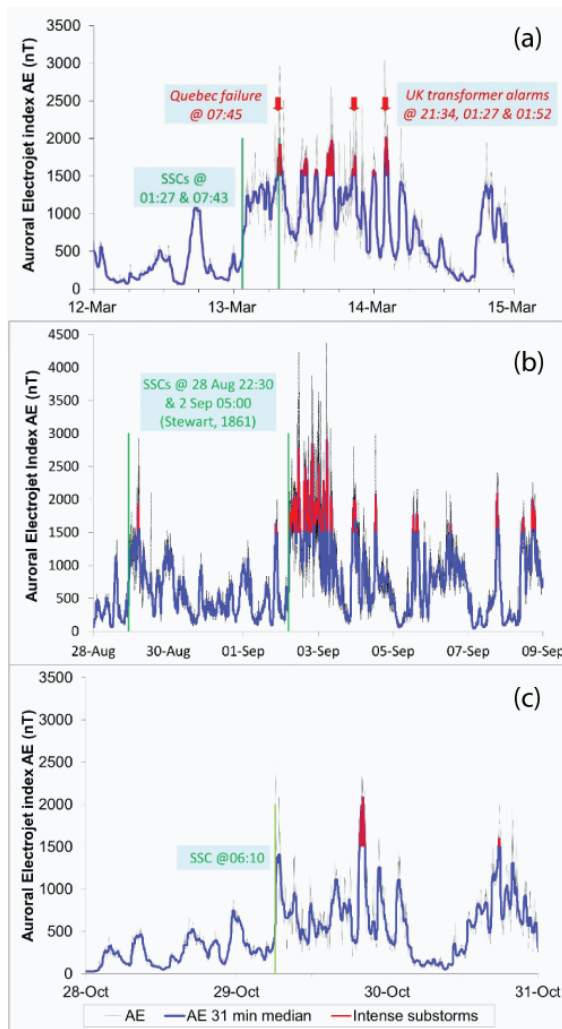 (a)
Auroral Electrojet index AE (nT)
3500
3000
2500
2000
1500
1000
500
0
Quebec failure
@ 07:45
UK transformer alarms
@ 21:34, 01:27 & 01:52
SSCs @
01:27 & 07:43
12-Mar
13-Mar
14-Mar
15-Mar
(b)
Auroral Electrojet Index AE (nT)
4500
4000
3500
3000
2500
2000
1500
1000
500
0
SSCs @ 28 Aug 22:30
& 2 Sep 05:00
(Stewart, 1861)
28-Aug
30-Aug
01-Sep
03-Sep
05-Sep
07-Sep
09-Sep
(c)
Auroral Electrojet index AE (nT)
3500
3000
2500
2000
1500
1000
500
0
SSC @06:10
28-Oct
29-Oct
30-Oct
31-Oct
AE
AE 31 min median
Intense substorms